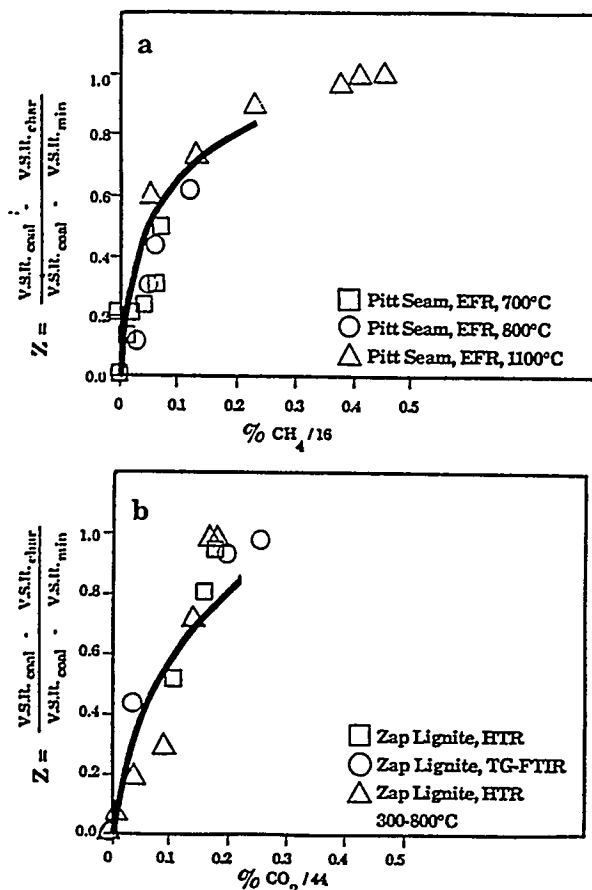 a
Z = V.S.R.coal - V.S.R.char
V.S.R.coal - V.S.R.min
1.0
0.8
0.6
0.4
0.2
0.0
□ Pitt Seam, EFR, 700°C
○ Pitt Seam, EFR, 800°C
△ Pitt Seam, EFR, 1100°C
0 0.1 0.2 0.3 0.4 0.5
% CH4/16
b
Z = V.S.R.coal - V.S.R.char
V.S.R.coal - V.S.R.min
1.0
0.8
0.6
0.4
0.2
0.0
□ Zap Lignite, HTR
○ Zap Lignite, TG-FTIR
△ Zap Lignite, HTR
300-800°C
0 0.1 0.2 0.3 0.4 0.5
% CO2/44